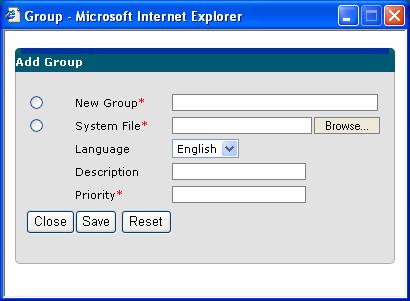 Group - Microsoft Internet Explorer
Add Group
New Group*
System File* Browse...
Language English
Description
Priority*
Close Save Reset